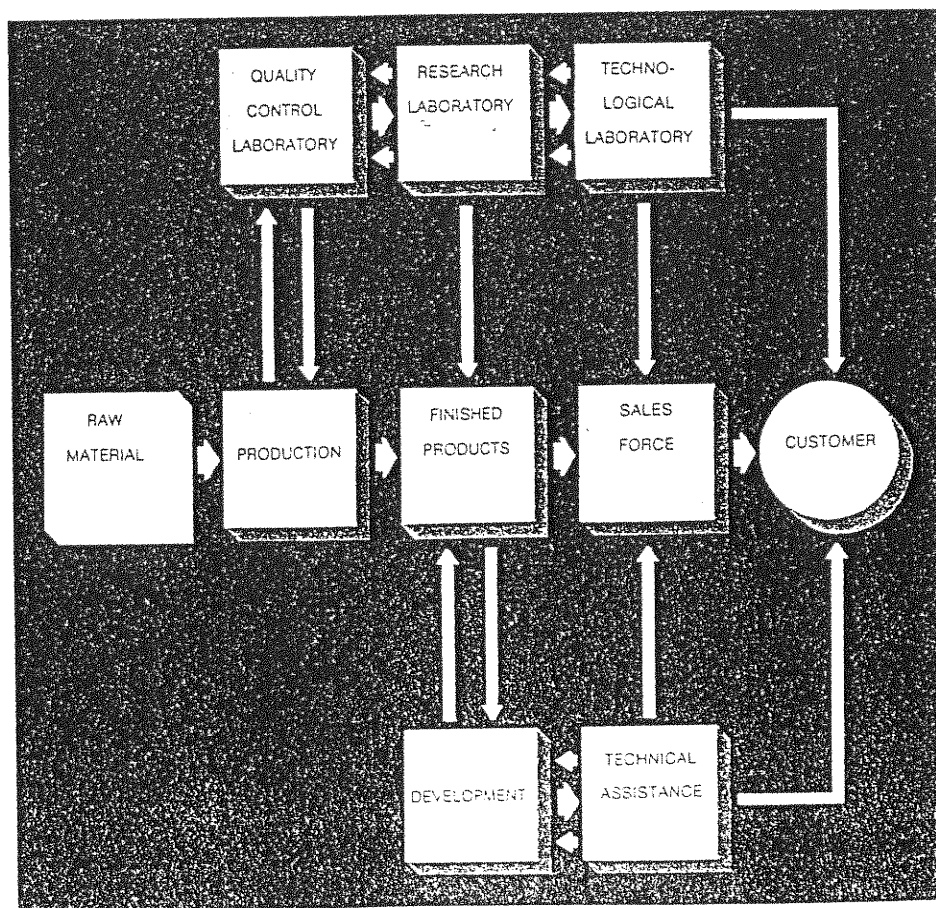 QUALITY
CONTROL
LABORATORY
RESEARCH
LABORATORY
TECHNO-
LOGICAL
LABORATORY
RAW
MATERIAL
PRODUCTION
FINISHED
PRODUCTS
SALES
FORCE
CUSTOMER
DEVELOPMENT
TECHNICAL
ASSISTANCE